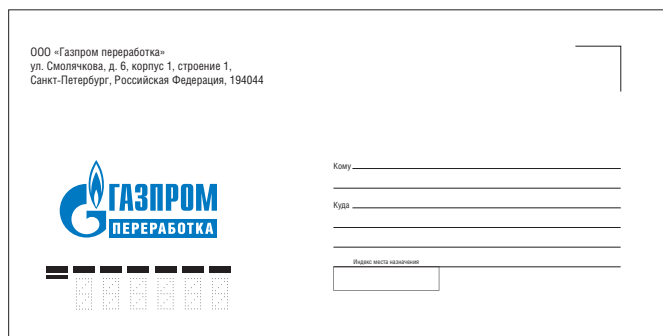 ООО «Газпром переработка»
ул. Смолячкова, д. 6, корпус 1, строение 1,
Санкт-Петербург, Российская Федерация, 194044
ГАЗПРОМ
ПЕРЕРАБОТКА
Кому
Куда
Индекс места назначения